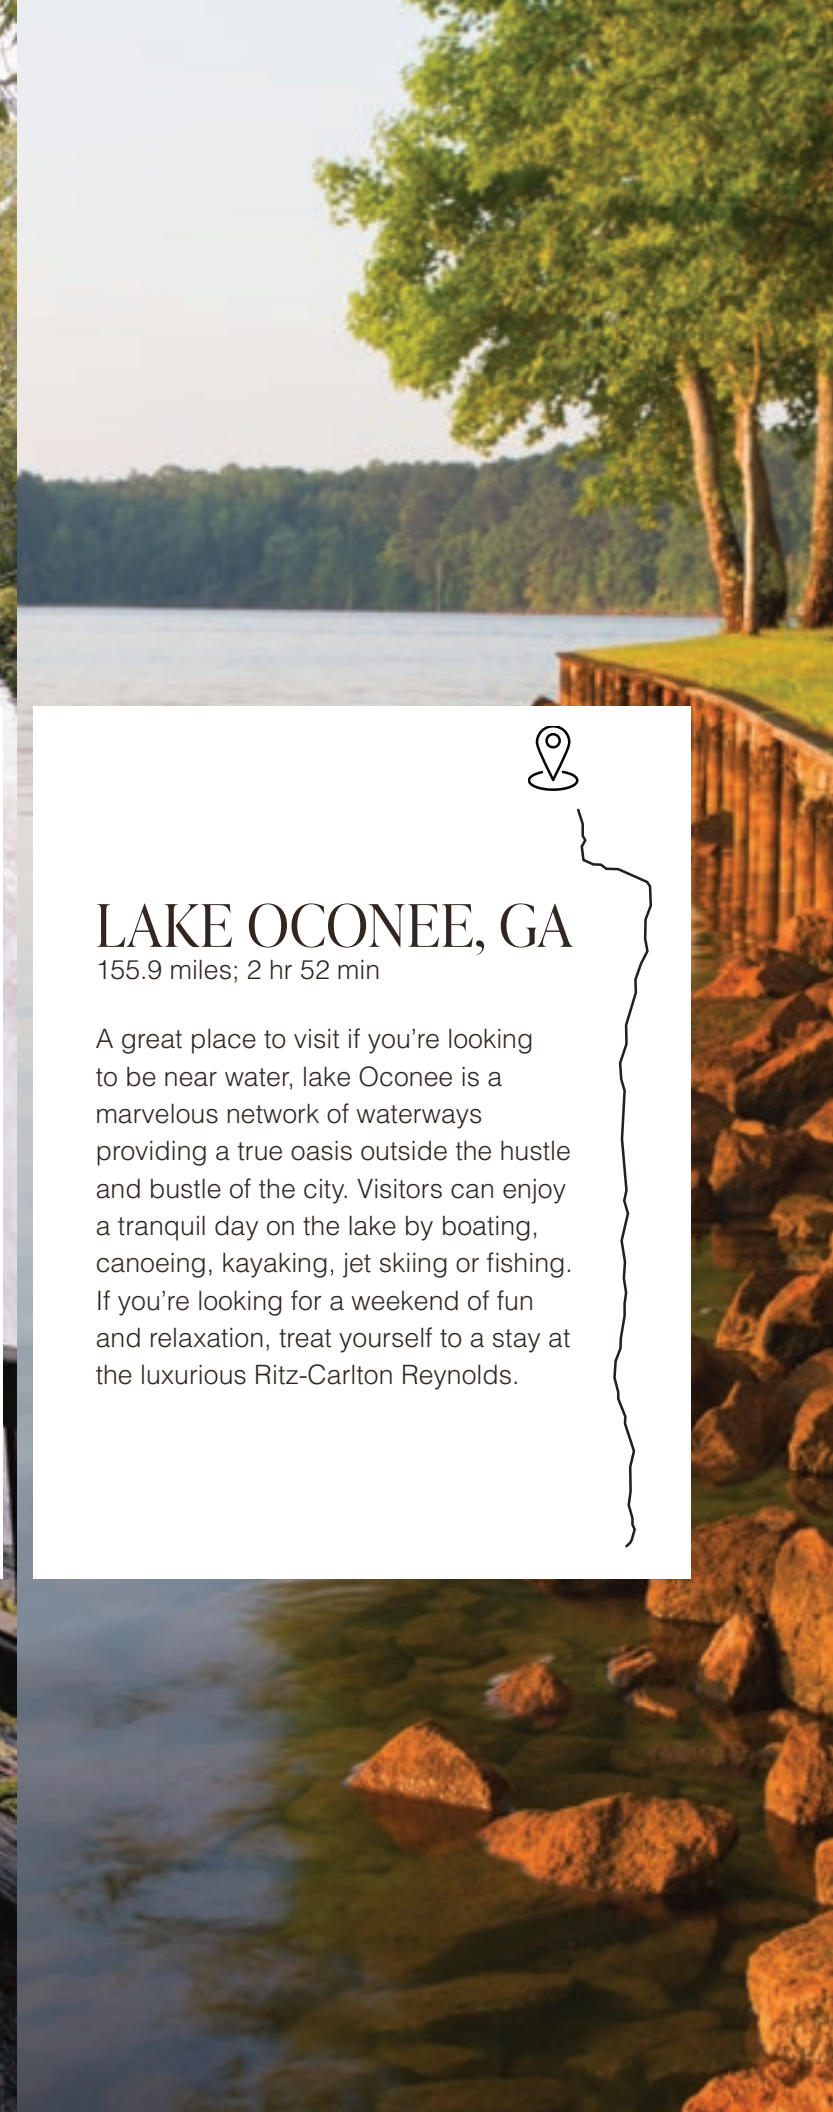 LAKE OCONEE, GA
155.9 miles; 2 hr 52 min
A great place to visit if you’re looking
to be near water, lake Oconee is a
marvelous network of waterways
providing a true oasis outside the hustle
and bustle of the city. Visitors can enjoy
a tranquil day on the lake by boating,
canoeing, kayaking, jet skiing or fishing.
If you’re looking for a weekend of fun
and relaxation, treat yourself to a stay at
the luxurious Ritz-Carlton Reynolds.